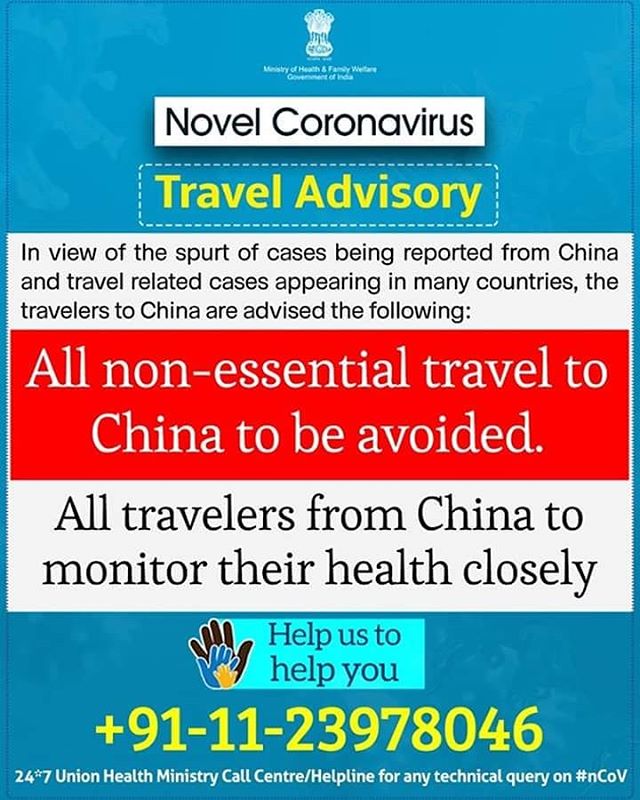 Ministry of Health & Family Welfare
Government of India
Novel Coronavirus
Travel Advisory
In view of the spurt of cases being reported from China
and travel related cases appearing in many countries, the
travelers to China are advised the following:
All non-essential travel to
China to be avoided.
All travelers from China to
monitor their health closely
Help us to
help you
+91-11-23978046
24*7 Union Health Ministry Call Centre/Helpline for any technical query on #nCoV